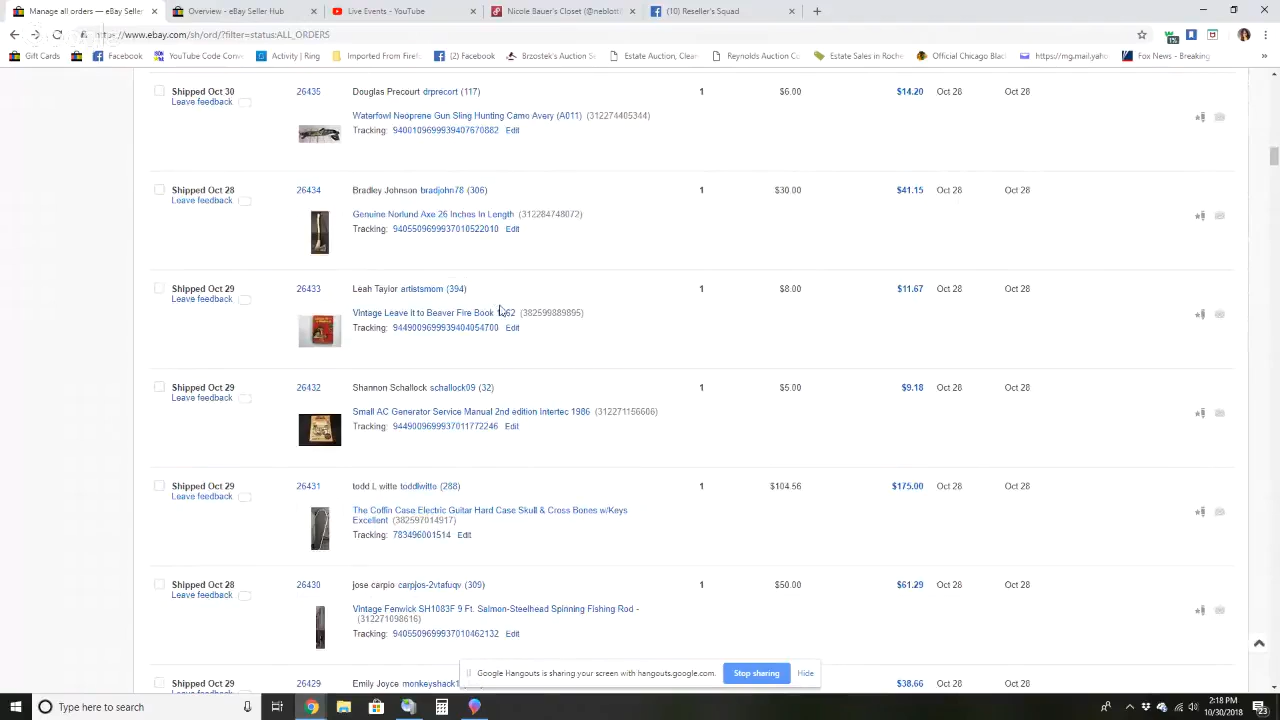 Manage all orders — eBay Seller
Overview - eBay Seller Hub
Live Events - YouTube
Nicole Bauer's Closet (@neblott
(10) Reseller's Squad
www.ebay.com/sh/ord/?filter=status:ALL_ORDERS
Gift Cards
Facebook
YouTube Code Conv
Activity | Ring
Imported From Firef
(2) Facebook
Brzostek's Auction S
Estate Auction, Clean
Reynolds Auction Co
Estate Sales in Roche
Official Chicago Blac
https://mg.mail.yaho
Fox News - Breaking
Shipped Oct 30
Leave feedback
26435
Douglas Precourt drprecort (117)
1
$6.00
$14.20
Oct 28
Oct 28
Waterfowl Neoprene Gun Sling Hunting Camo Avery (A011) (312274405344)
Tracking: 9400109699939407670882 Edit
Shipped Oct 28
Leave feedback
26434
Bradley Johnson bradjohn78 (306)
1
$30.00
$41.15
Oct 28
Oct 28
Genuine Norlund Axe 26 Inches In Length (312284748072)
Tracking: 9405509699937010522010 Edit
Shipped Oct 29
Leave feedback
26433
Leah Taylor artistsmom (394)
1
$8.00
$11.67
Oct 28
Oct 28
Vintage Leave it to Beaver Fire Book 1962 (382599889895)
Tracking: 9449009699939404054700 Edit
Shipped Oct 29
Leave feedback
26432
Shannon Schallock schallock09 (32)
1
$5.00
$9.18
Oct 28
Oct 28
Small AC Generator Service Manual 2nd edition Intertec 1986 (312271156606)
Tracking: 9449009699937011772246 Edit
Shipped Oct 29
Leave feedback
26431
todd L witte toddlwitte (288)
1
$104.56
$175.00
Oct 28
Oct 28
The Coffin Case Electric Guitar Hard Case Skull & Cross Bones w/Keys
Excellent (382597014917)
Tracking: 783496001514 Edit
Shipped Oct 28
Leave feedback
26430
jose carpio carpjos-2vtafuqv (309)
1
$50.00
$61.29
Oct 28
Oct 28
Vintage Fenwick SH1083F 9 Ft. Salmon-Steelhead Spinning Fishing Rod -
(312271098616)
Tracking: 9405509699937010462132 Edit
Shipped Oct 29
26429
Emily Joyce monkeyshack1
$38.66
Oct 28
Oct 28
Google Hangouts is sharing your screen with hangouts.google.com.
Stop sharing
Hide
Type here to search
2:18 PM
10/30/2018